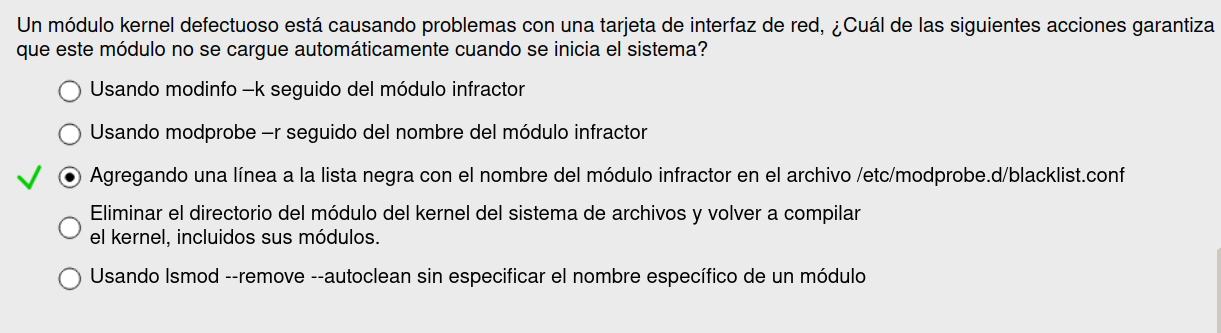 Un módulo kernel defectuoso está causando problemas con una tarjeta de interfaz de red, ¿Cuál de las siguientes acciones garantiza
que este módulo no se cargue automáticamente cuando se inicia el sistema?
Usando modinfo –k seguido del módulo infractor
Usando modprobe –r seguido del nombre del módulo infractor
Agregando una línea a la lista negra con el nombre del módulo infractor en el archivo /etc/modprobe.d/blacklist.conf
Eliminar el directorio del módulo del kernel del sistema de archivos y volver a compilar
el kernel, incluidos sus módulos.
Usando lsmod --remove --autoclean sin especificar el nombre específico de un módulo